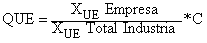 QUE = X_UE Empresa / X_UE Total Industria *C